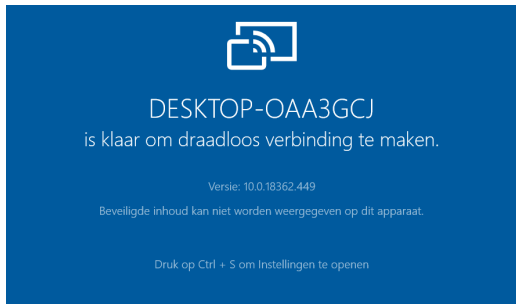 DESKTOP-OAA3GCJ
is klaar om draadloos verbinding te maken.
Versie: 10.0.18362.449
Beveiligde inhoud kan niet worden weergegeven op dit apparaat.
Druk op Ctrl + S om Instellingen te openen